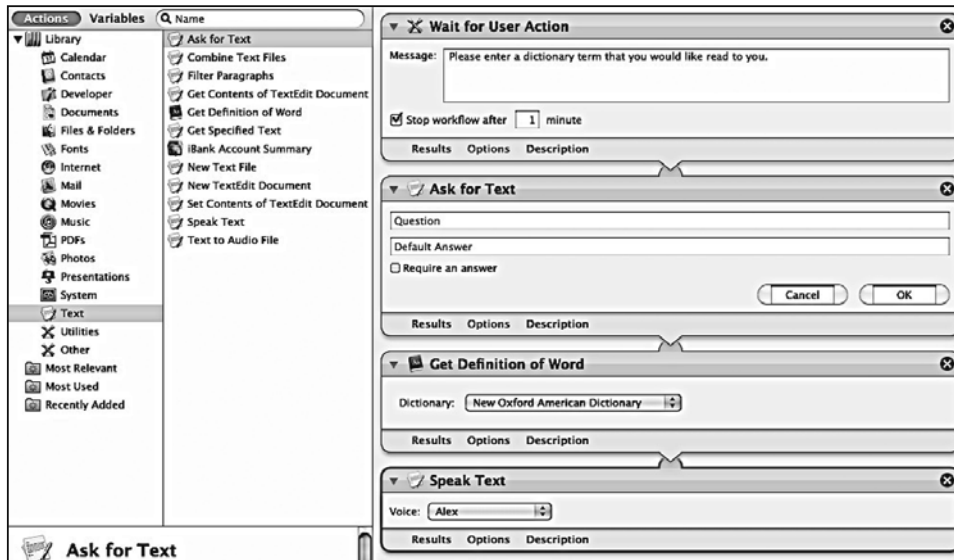 Actions Variables Name
Library
Calendar
Contacts
Developer
Documents
Files & Folders
Fonts
Internet
Mail
Movies
Music
PDFs
Photos
Presentations
System
Text
Utilities
Other
Most Relevant
Most Used
Recently Added
Ask for Text
Combine Text Files
Filter Paragraphs
Get Contents of TextEdit Document
Get Definition of Word
Get Specified Text
iBank Account Summary
New Text File
New TextEdit Document
Set Contents of TextEdit Document
Speak Text
Text to Audio File
Ask for Text
Wait for User Action
Message: Please enter a dictionary term that you would like read to you.
Stop workflow after 1 minute
Results Options Description
Ask for Text
Question
Default Answer
Require an answer
Cancel OK
Results Options Description
Get Definition of Word
Dictionary: New Oxford American Dictionary
Results Options Description
Speak Text
Voice: Alex
Results Options Description